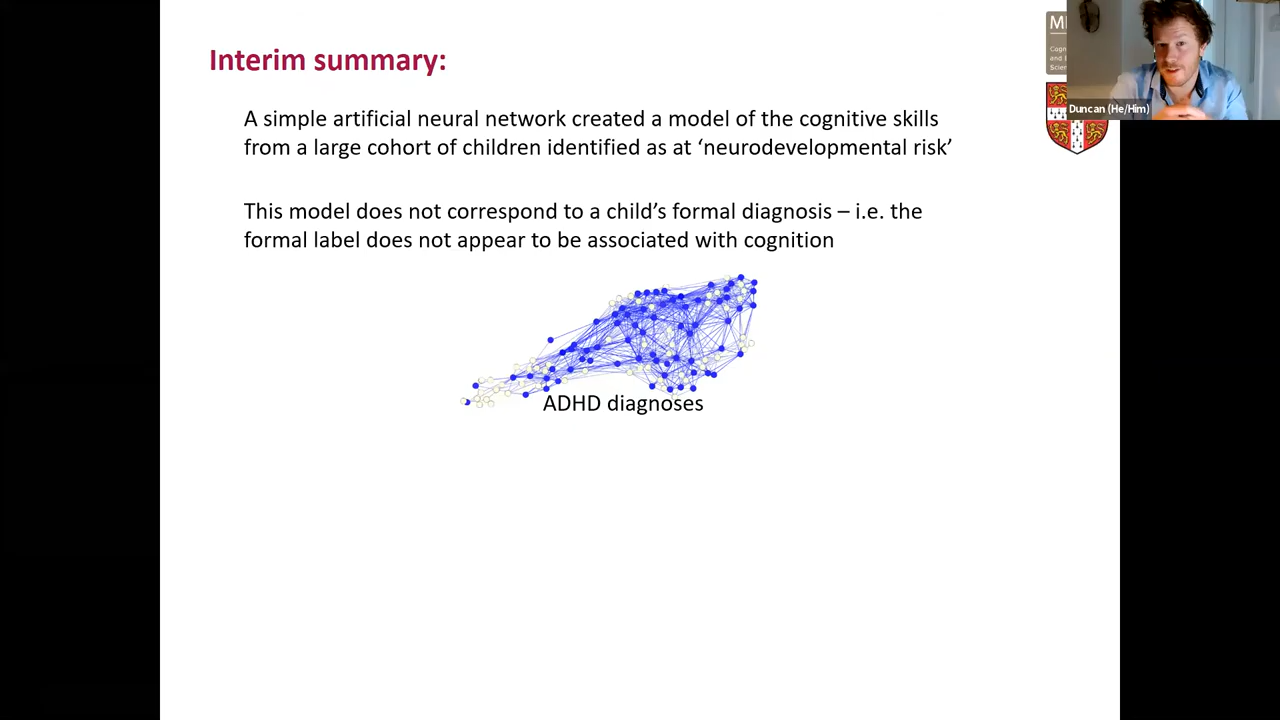 Interim summary:
A simple artificial neural network created a model of the cognitive skills
from a large cohort of children identified as at ‘neurodevelopmental risk’
This model does not correspond to a child’s formal diagnosis – i.e. the
formal label does not appear to be associated with cognition
ADHD diagnoses
Duncan (He/Him)